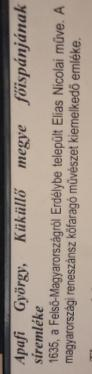 Apafi György, Küküllő megye főispánjának
síremléke
1635, a Felső-Magyarországról Erdélybe települt Elias Nicolai műve. A
magyarországi reneszánsz kőfaragó művészet kiemelkedő emléke.